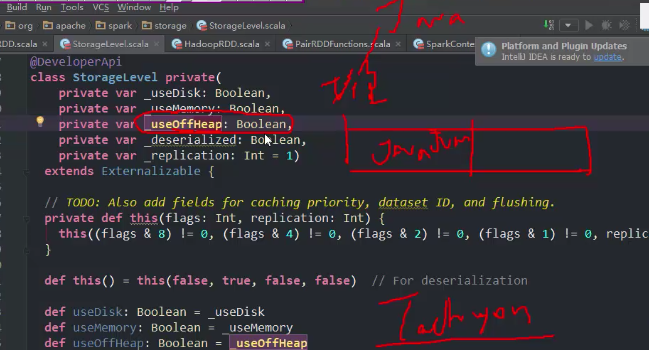 Build Run Tools VCS Window Help
org apache spark storage StorageLevel.scala
RDD.scala StorageLevel.scala HadoopRDD.scala PairRDDFunctions.scala SparkConte
Java
Platform and Plugin Updates
IntelliJ IDEA is ready to update.
@DeveloperApi
class StorageLevel private(
private var _useDisk: Boolean,
private var _useMemory: Boolean,
private var _useOffHeap: Boolean,
private var _deserialized: Boolean,
private var _replication: Int = 1)
extends Externalizable {
Java Jvm
// TODO: Also add fields for caching priority, dataset ID, and flushing.
private def this(flags: Int, replication: Int) {
this((flags & 8) != 0, (flags & 4) != 0, (flags & 2) != 0, (flags & 1) != 0, replic
}
def this() = this(false, true, false, false) // For deserialization
def useDisk: Boolean = _useDisk
def useMemory: Boolean = _useMemory
def useOffHeap: Boolean = _useOffHeap
Tachyon